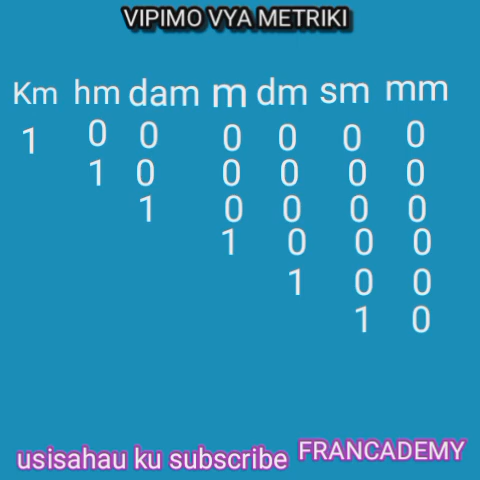 VIPIMO VYA METRIKI
Km hm dam m dm sm mm
1 0 0 0 0 0 0
1 0 0 0 0 0
1 0 0 0 0
1 0 0 0
1 0 0
1 0
usisahau ku subscribe FRANCADEMY